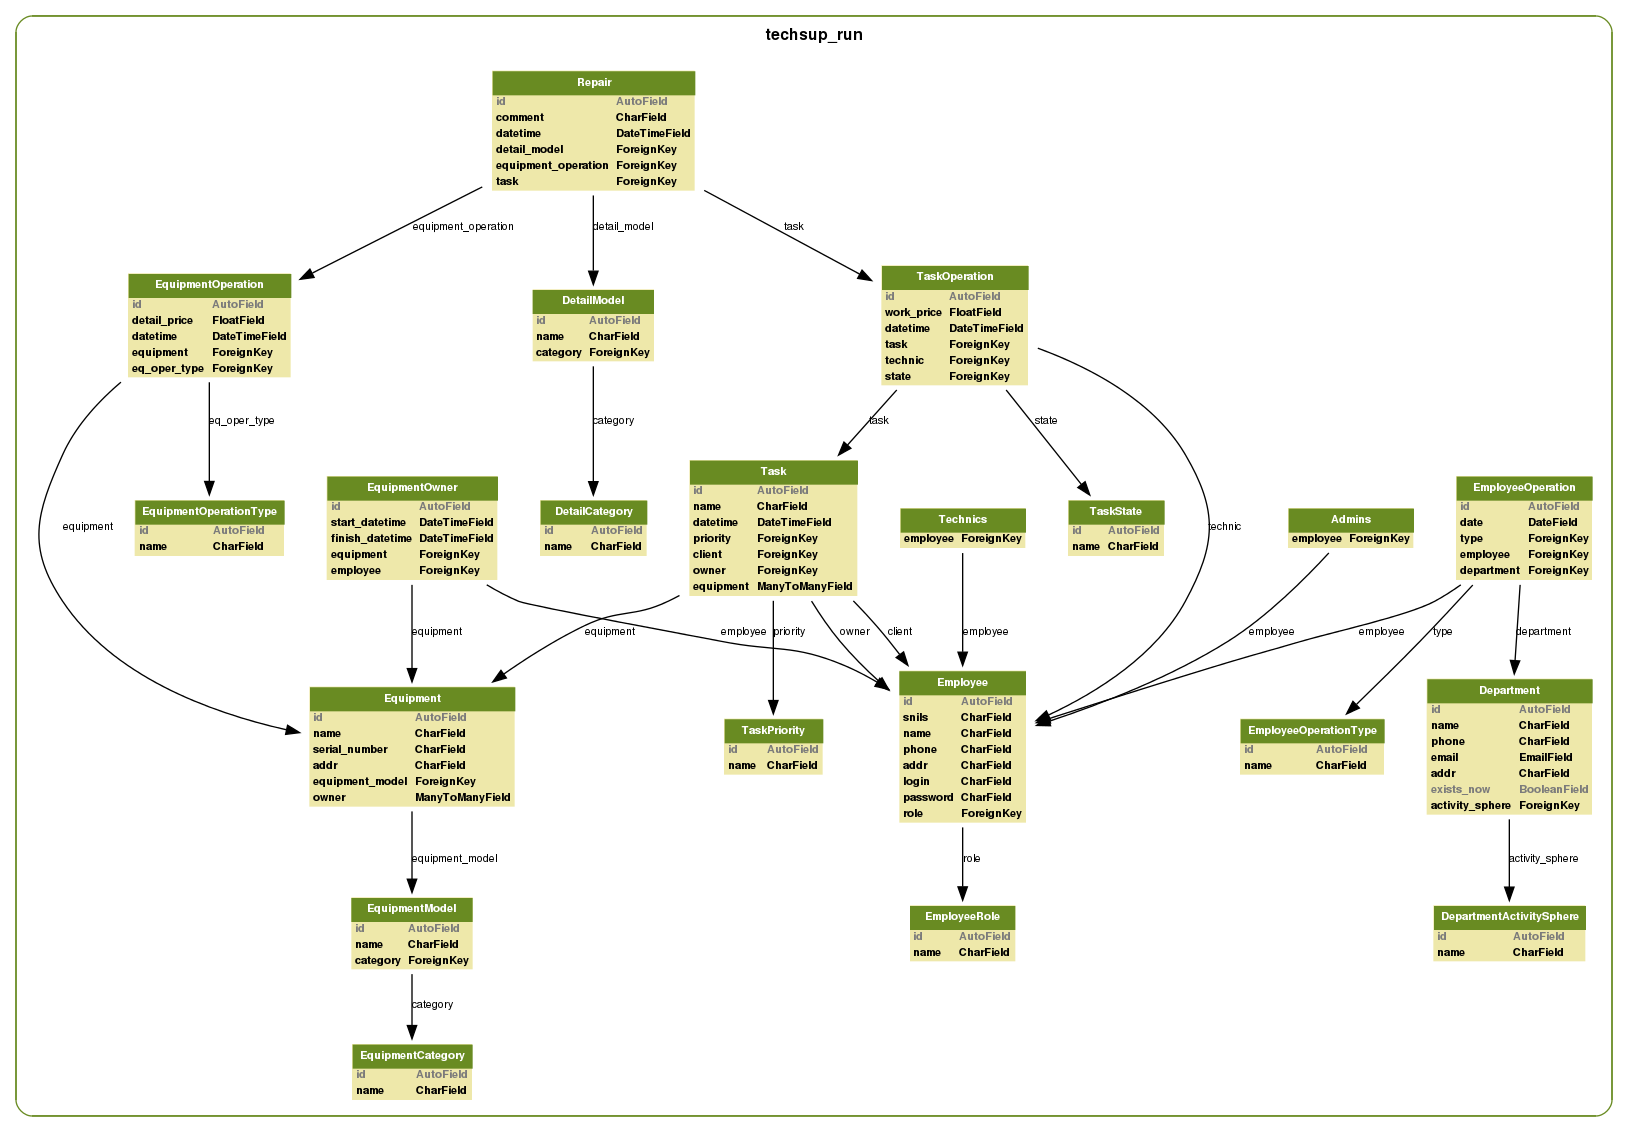 techsup_run
Repair
id AutoField
comment CharField
datetime DateTimeField
detail_model ForeignKey
equipment_operation ForeignKey
task ForeignKey
equipment_operation
detail_model
task
EquipmentOperation
id AutoField
detail_price FloatField
datetime DateTimeField
equipment ForeignKey
eq_oper_type ForeignKey
DetailModel
id AutoField
name CharField
category ForeignKey
TaskOperation
id AutoField
work_price FloatField
datetime DateTimeField
task ForeignKey
technic ForeignKey
state ForeignKey
eq_oper_type
category
task
state
equipment
technic
EquipmentOperationType
id AutoField
name CharField
EquipmentOwner
id AutoField
start_datetime DateTimeField
finish_datetime DateTimeField
equipment ForeignKey
employee ForeignKey
DetailCategory
id AutoField
name CharField
Task
id AutoField
name CharField
datetime DateTimeField
priority ForeignKey
client ForeignKey
owner ForeignKey
equipment ManyToManyField
Technics
employee ForeignKey
TaskState
id AutoField
name CharField
Admins
employee ForeignKey
EmployeeOperation
id AutoField
date DateField
type ForeignKey
employee ForeignKey
department ForeignKey
equipment
equipment
employee
priority
owner
client
employee
employee
employee
type
department
Equipment
id AutoField
name CharField
serial_number CharField
addr CharField
equipment_model ForeignKey
owner ManyToManyField
TaskPriority
id AutoField
name CharField
Employee
id AutoField
snils CharField
name CharField
phone CharField
addr CharField
login CharField
password CharField
role ForeignKey
EmployeeOperationType
id AutoField
name CharField
Department
id AutoField
name CharField
phone CharField
email EmailField
addr CharField
exists_now BooleanField
activity_sphere ForeignKey
equipment_model
role
activity_sphere
EquipmentModel
id AutoField
name CharField
category ForeignKey
EmployeeRole
id AutoField
name CharField
DepartmentActivitySphere
id AutoField
name CharField
category
EquipmentCategory
id AutoField
name CharField